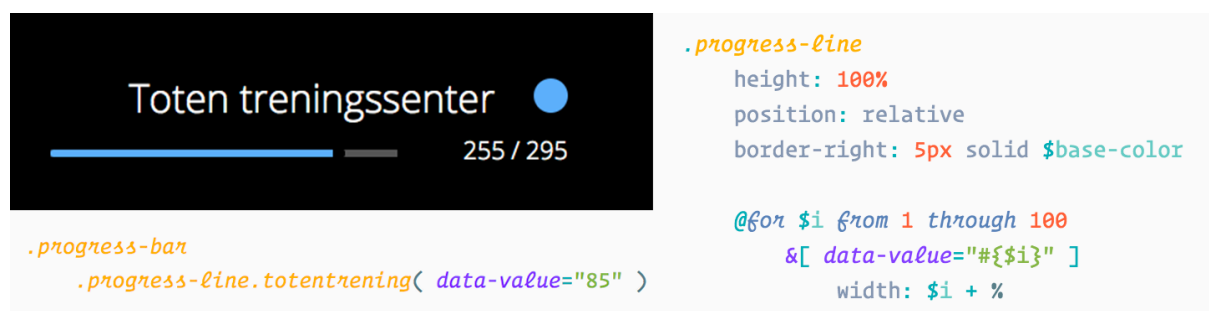 Toten treningssenter
255 / 295
.progress-bar
.progress-line.totentrening( data-value="85" )
.progress-line
height: 100%
position: relative
border-right: 5px solid $base-color
@for $i from 1 through 100
&[ data-value="#{$i}" ]
width: $i + %